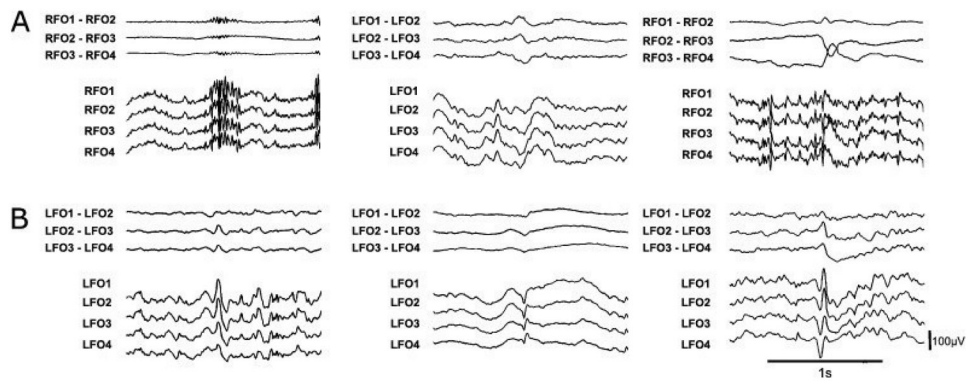 A
RFO1 - RFO2
RFO2 - RFO3
RFO3 - RFO4
RFO1
RFO2
RFO3
RFO4
LFO1 - LFO2
LFO2 - LFO3
LFO3 - LFO4
LFO1
LFO2
LFO3
LFO4
RFO1 - RFO2
RFO2 - RFO3
RFO3 - RFO4
RFO1
RFO2
RFO3
RFO4
B
LFO1 - LFO2
LFO2 - LFO3
LFO3 - LFO4
LFO1
LFO2
LFO3
LFO4
LFO1 - LFO2
LFO2 - LFO3
LFO3 - LFO4
LFO1
LFO2
LFO3
LFO4
LFO1 - LFO2
LFO2 - LFO3
LFO3 - LFO4
LFO1
LFO2
LFO3
LFO4
100µV
1s